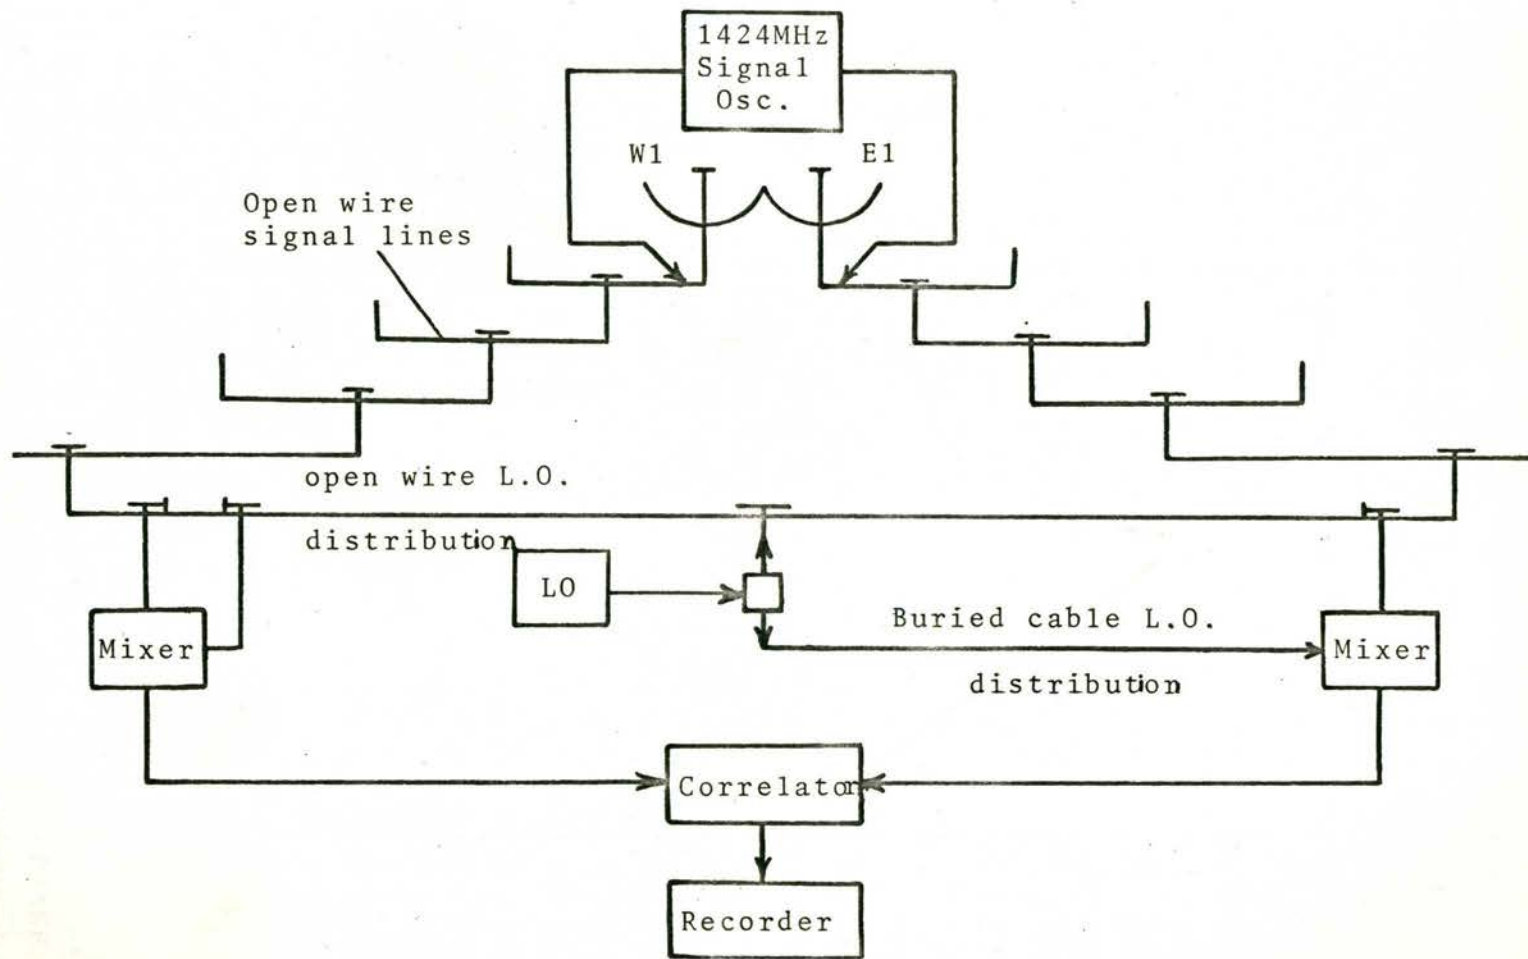 1424MHz
Signal
Osc.
W1
E1
Open wire
signal lines
open wire L.O.
distribution
LO
Buried cable L.O.
distribution
Mixer
Mixer
Correlator
Recorder